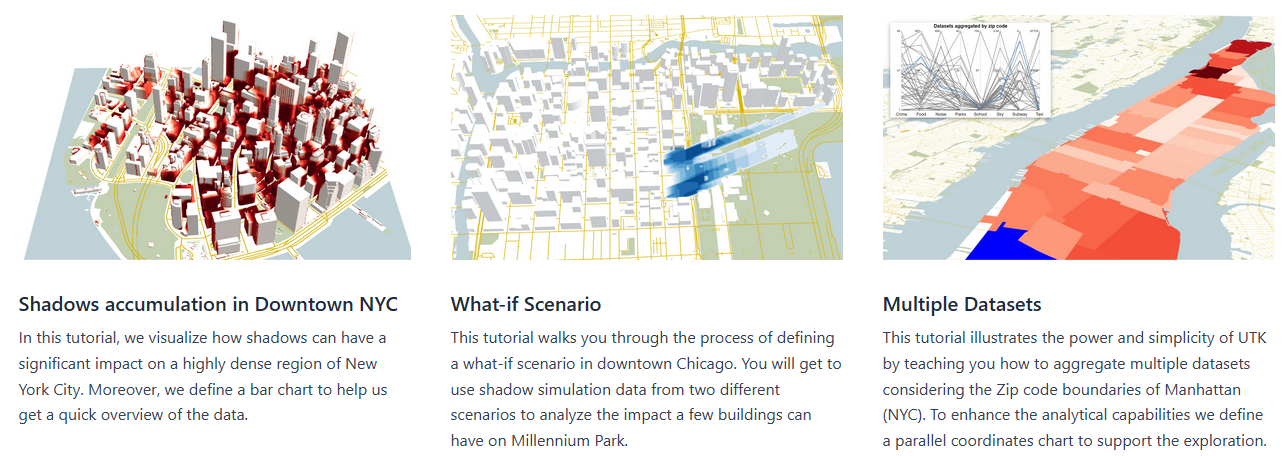 Datasets aggregated by zip code
Crime Food Noise Parks School Sky Subway Taxi
Shadows accumulation in Downtown NYC
In this tutorial, we visualize how shadows can have a
significant impact on a highly dense region of New
York City. Moreover, we define a bar chart to help us
get a quick overview of the data.
What-if Scenario
This tutorial walks you through the process of defining
a what-if scenario in downtown Chicago. You will get to
use shadow simulation data from two different
scenarios to analyze the impact a few buildings can
have on Millennium Park.
Multiple Datasets
This tutorial illustrates the power and simplicity of UTK
by teaching you how to aggregate multiple datasets
considering the Zip code boundaries of Manhattan
(NYC). To enhance the analytical capabilities we define
a parallel coordinates chart to support the exploration.